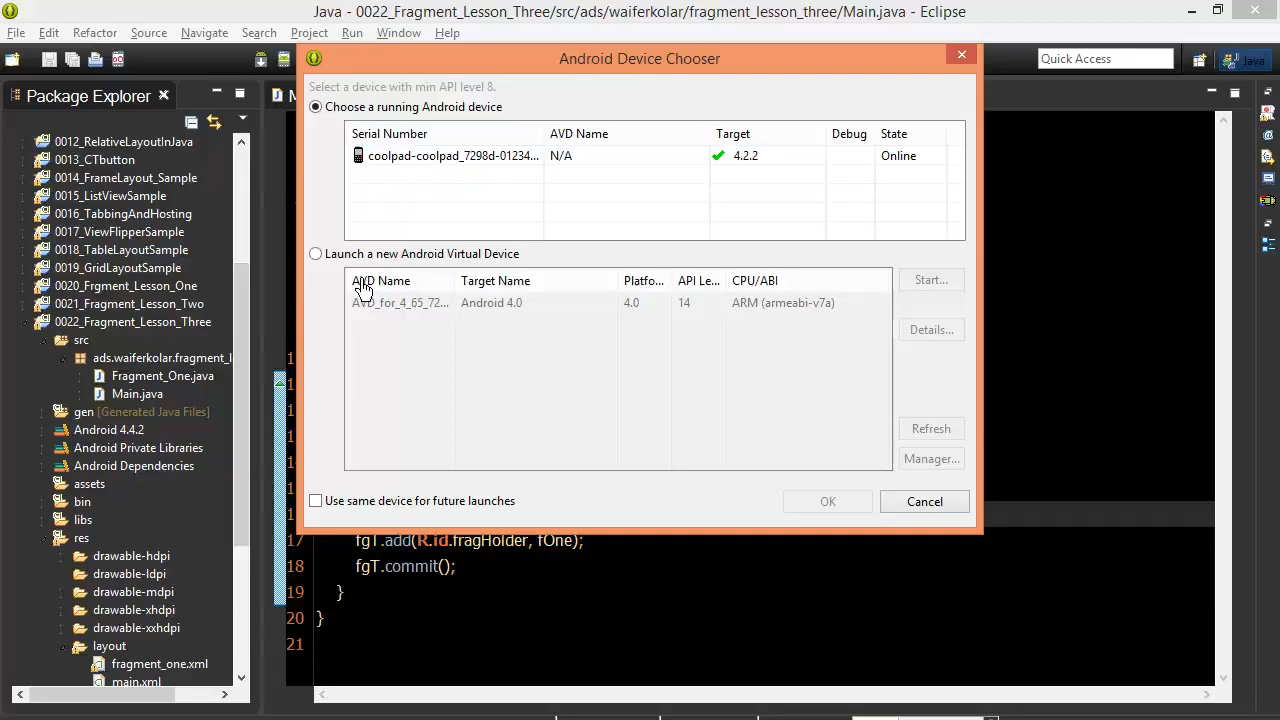 Java - 0022_Fragment_Lesson_Three/src/ads/waiferkolar/fragment_lesson_three/Main.java - Eclipse
File Edit Refactor Source Navigate Search Project Run Window Help
Quick Access
Java
Package Explorer
0012_RelativeLayoutInJava
0013_CTbutton
0014_FrameLayout_Sample
0015_ListViewSample
0016_TabbingAndHosting
0017_ViewFlipperSample
0018_TableLayoutSample
0019_GridLayoutSample
0020_Frgment_Lesson_One
0021_Fragment_Lesson_Two
0022_Fragment_Lesson_Three
src
ads.waiferkolar.fragment_l
Fragment_One.java
Main.java
gen [Generated Java Files]
Android 4.4.2
Android Private Libraries
Android Dependencies
assets
bin
libs
res
drawable-hdpi
drawable-ldpi
drawable-mdpi
drawable-xhdpi
drawable-xxhdpi
layout
fragment_one.xml
main.xml
Android Device Chooser
Select a device with min API level 8.
Choose a running Android device
Serial Number AVD Name Target Debug State
coolpad-coolpad_7298d-01234... N/A 4.2.2 Online
Launch a new Android Virtual Device
AVD Name Target Name Platfo... API Le... CPU/ABI
AVD_for_4_65_72... Android 4.0 4.0 14 ARM (armeabi-v7a)
Start...
Details...
Refresh
Manager...
Use same device for future launches
OK Cancel
17 fgT.add(R.id.fragHolder, fOne);
18 fgT.commit();
19 }
20 }
21